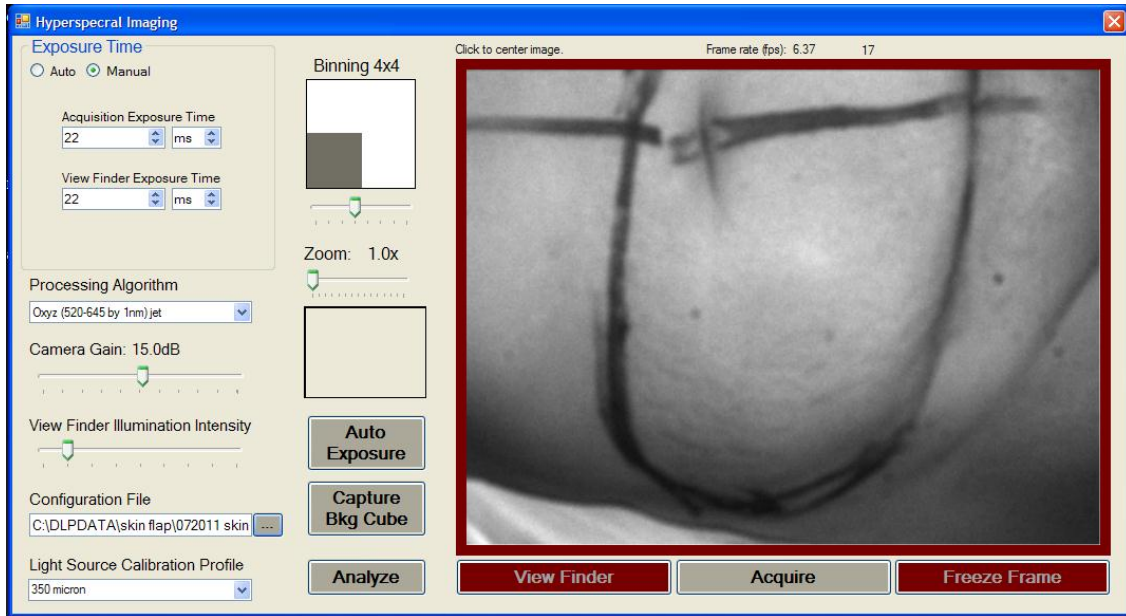 Hyperspecral Imaging
Exposure Time
Auto Manual
Acquisition Exposure Time
22 ms
View Finder Exposure Time
22 ms
Processing Algorithm
Oxyz (520-645 by 1nm) jet
Camera Gain: 15.0dB
View Finder Illumination Intensity
Configuration File
C:\DLPDATA\skin flap\072011 skin ...
Light Source Calibration Profile
350 micron
Binning 4x4
Zoom: 1.0x
Auto
Exposure
Capture
Bkg Cube
Analyze
Click to center image. Frame rate (fps): 6.37 17
View Finder Acquire Freeze Frame